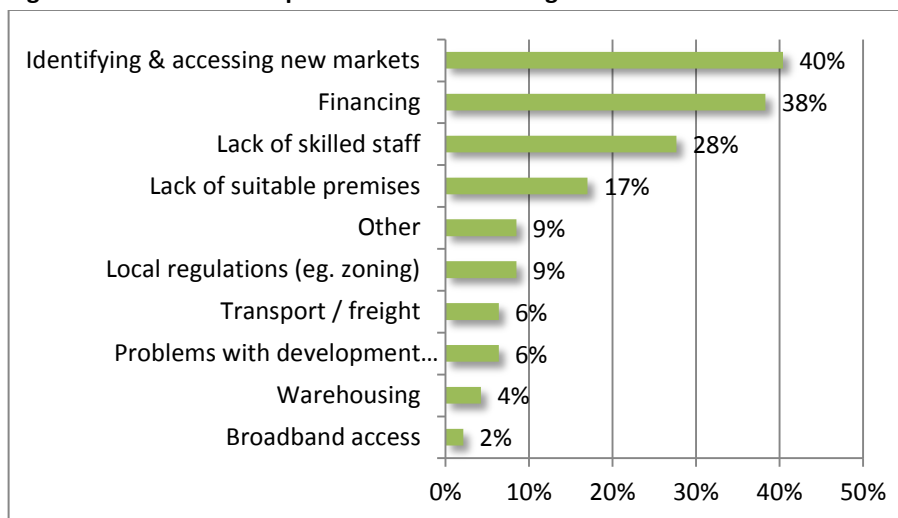 Identifying & accessing new markets 40%
Financing 38%
Lack of skilled staff 28%
Lack of suitable premises 17%
Other 9%
Local regulations (eg. zoning) 9%
Transport / freight 6%
Problems with development... 6%
Warehousing 4%
Broadband access 2%
0% 10% 20% 30% 40% 50%